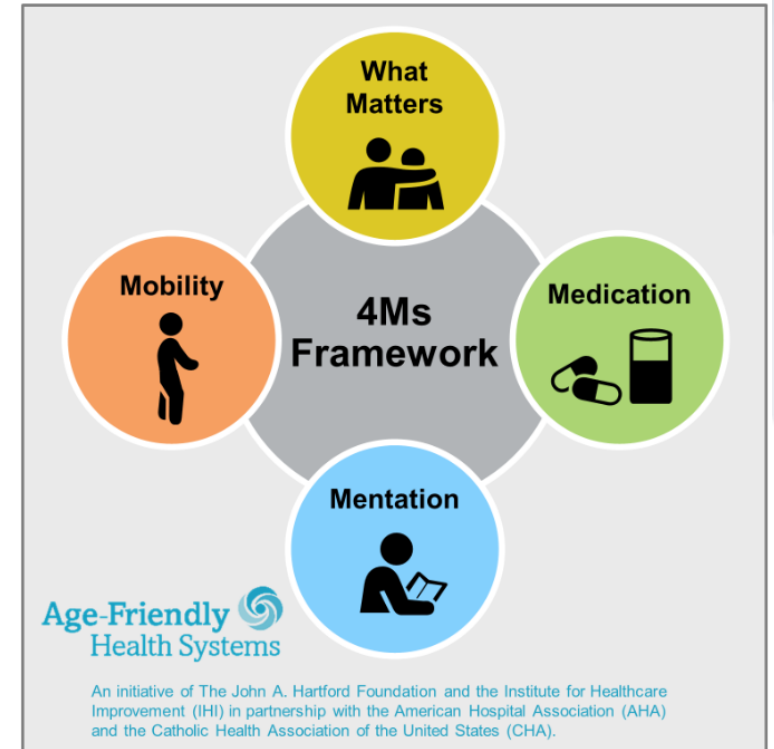 What
Matters
Mobility
Medication
4Ms
Framework
Mentation
Age-Friendly
Health Systems
An initiative of The John A. Hartford Foundation and the Institute for Healthcare
Improvement (IHI) in partnership with the American Hospital Association (AHA)
and the Catholic Health Association of the United States (CHA).